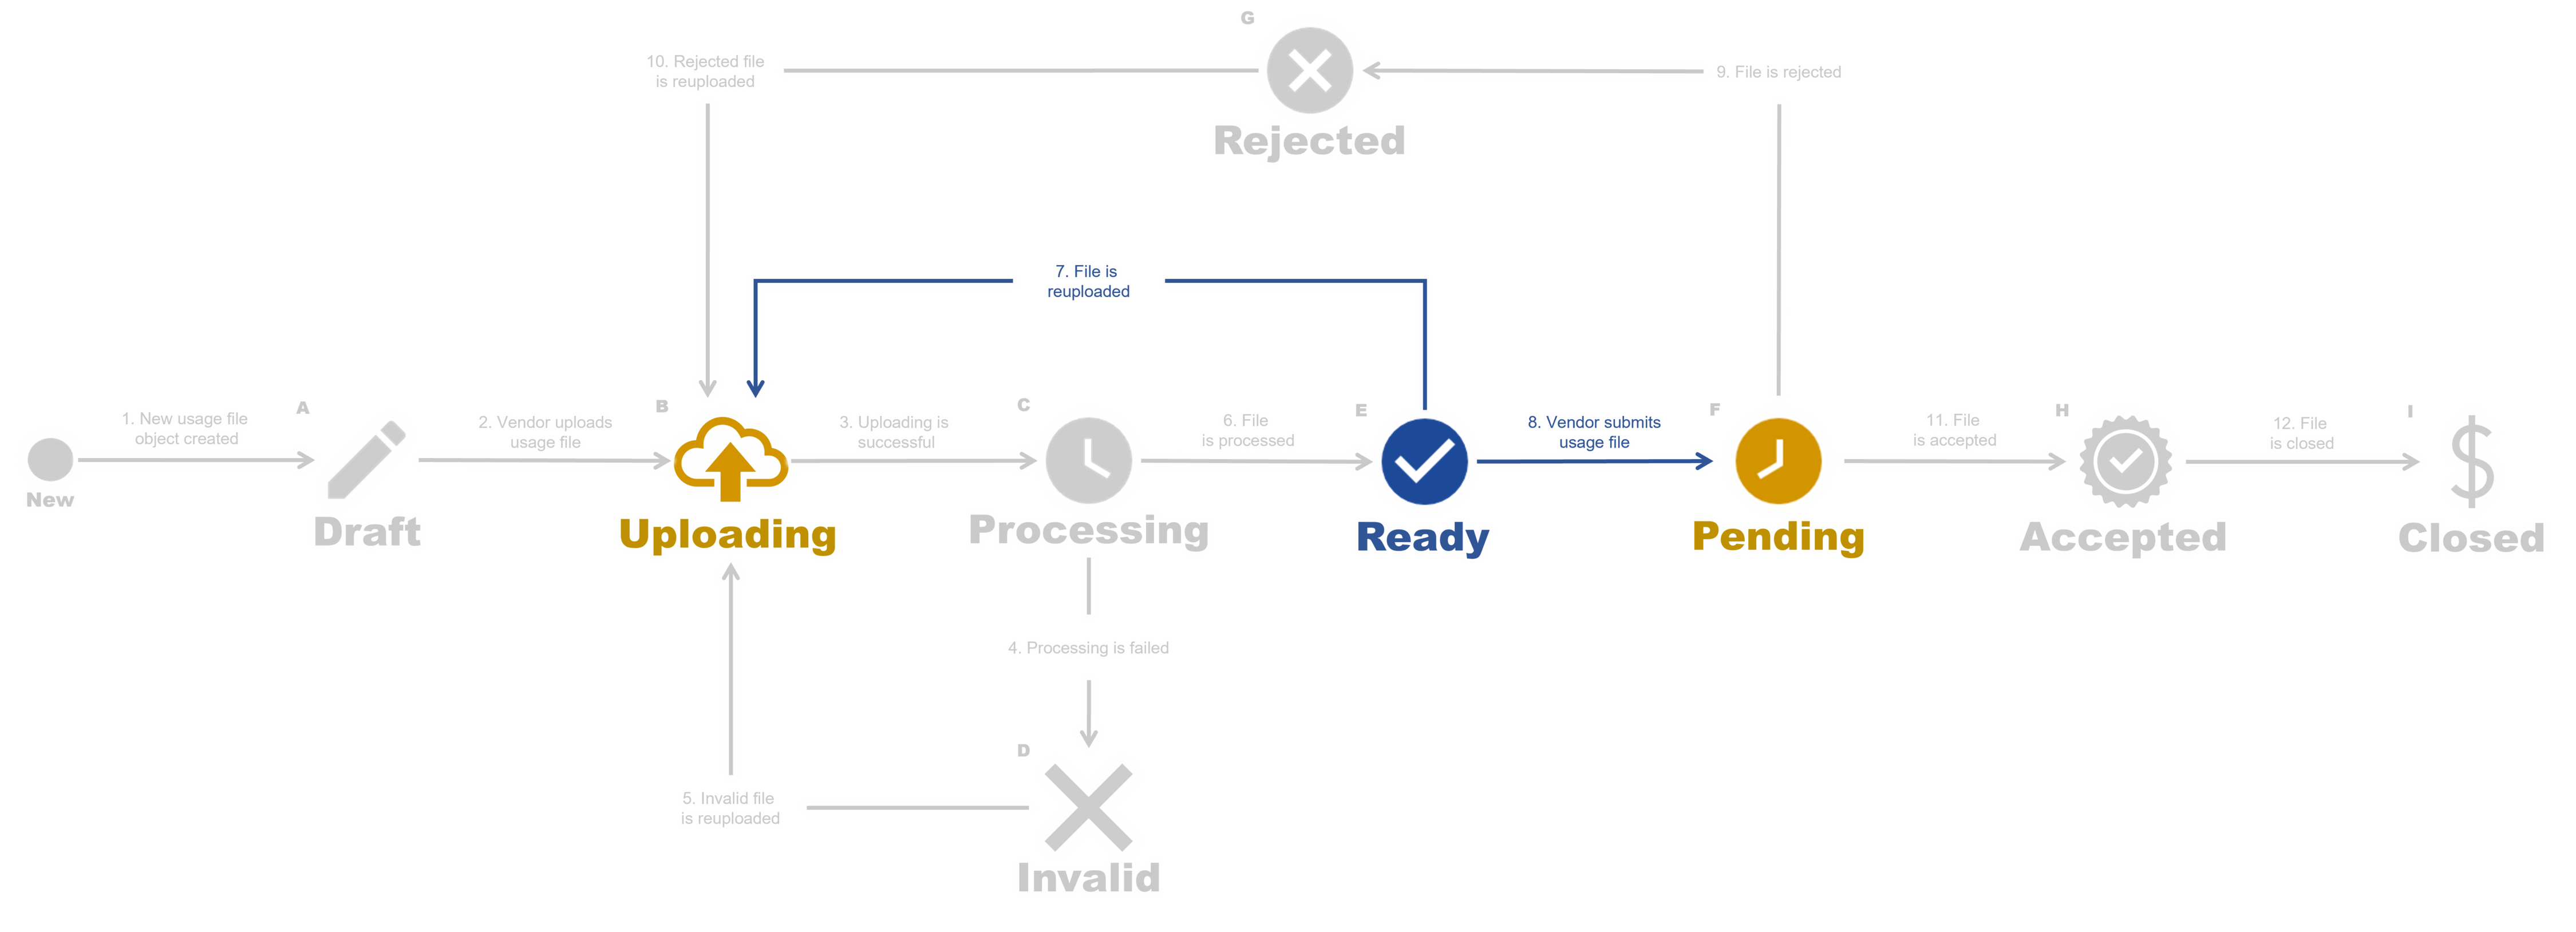 G
10. Rejected file
is reuploaded
9. File is rejected
Rejected
7. File is
reuploaded
A
1. New usage file
object created
B
2. Vendor uploads
usage file
C
3. Uploading is
successful
E
6. File
is processed
F
8. Vendor submits
usage file
H
11. File
is accepted
I
12. File
is closed
New
Draft
Uploading
Processing
Ready
Pending
Accepted
Closed
4. Processing is failed
D
5. Invalid file
is reuploaded
Invalid